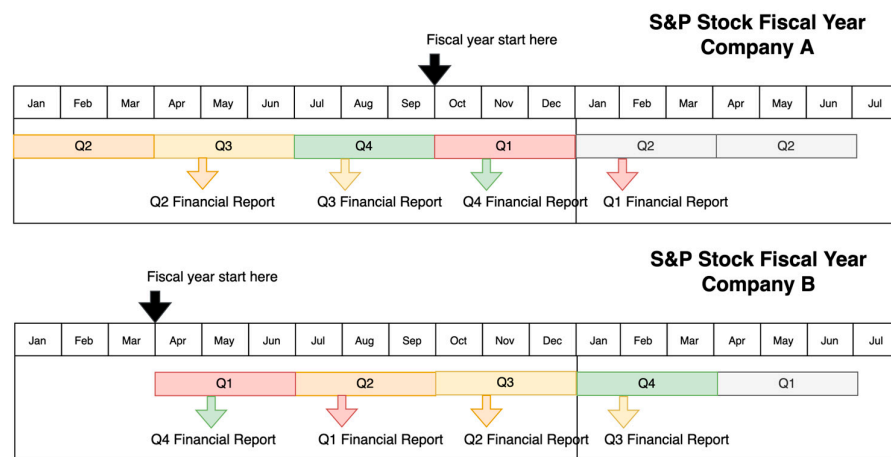 S&P Stock Fiscal Year
Company A
Fiscal year start here
Jan Feb Mar Apr May Jun Jul Aug Sep Oct Nov Dec Jan Feb Mar Apr May Jun Jul
Q2 Q3 Q4 Q1 Q2 Q2
Q2 Financial Report Q3 Financial Report Q4 Financial Report Q1 Financial Report
S&P Stock Fiscal Year
Company B
Fiscal year start here
Jan Feb Mar Apr May Jun Jul Aug Sep Oct Nov Dec Jan Feb Mar Apr May Jun Jul
Q1 Q2 Q3 Q4 Q1
Q4 Financial Report Q1 Financial Report Q2 Financial Report Q3 Financial Report